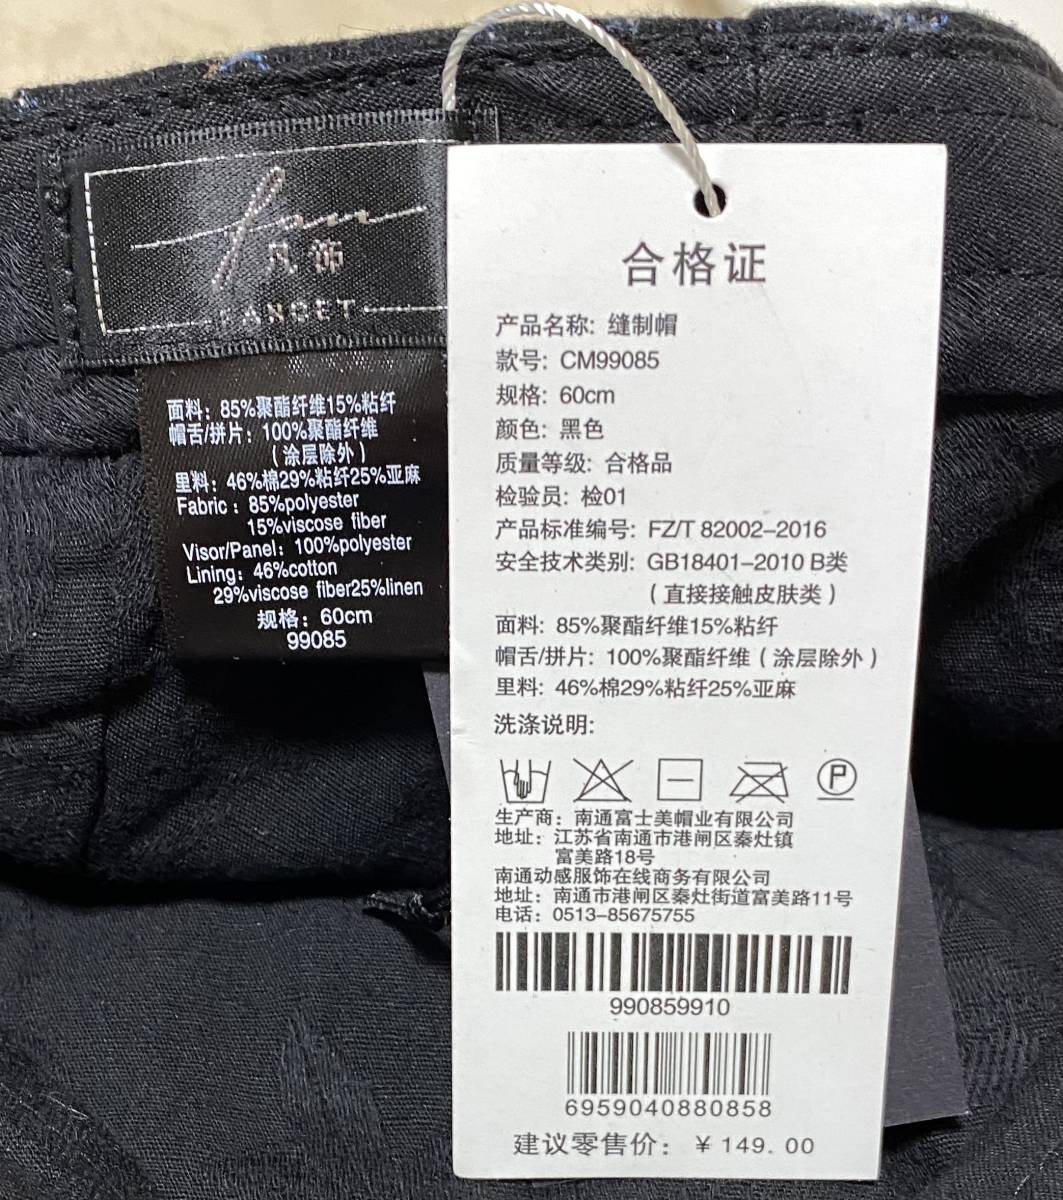 凡饰
FANCET
面料：85%聚酯纤维15%粘纤
帽舌/拼片：100%聚酯纤维
（涂层除外）
里料：46%棉29%粘纤25%亚麻
Fabric：85%polyester
15%viscose fiber
Visor/Panel：100%polyester
Lining：46%cotton
29%viscose fiber25%linen
规格：60cm
99085
合格证
产品名称: 缝制帽
款号: CM99085
规格: 60cm
颜色: 黑色
质量等级: 合格品
检验员: 检01
产品标准编号: FZ/T 82002-2016
安全技术类别: GB18401-2010 B类
（直接接触皮肤类）
面料: 85%聚酯纤维15%粘纤
帽舌/拼片: 100%聚酯纤维（涂层除外）
里料: 46%棉29%粘纤25%亚麻
洗涤说明:
P
生产商: 南通富士美帽业有限公司
地址: 江苏省南通市港闸区秦灶镇
富美路18号
南通动感服饰在线商务有限公司
地址: 南通市港闸区秦灶街道富美路11号
电话: 0513-85675755
990859910
6959040880858
建议零售价: ¥ 149.00